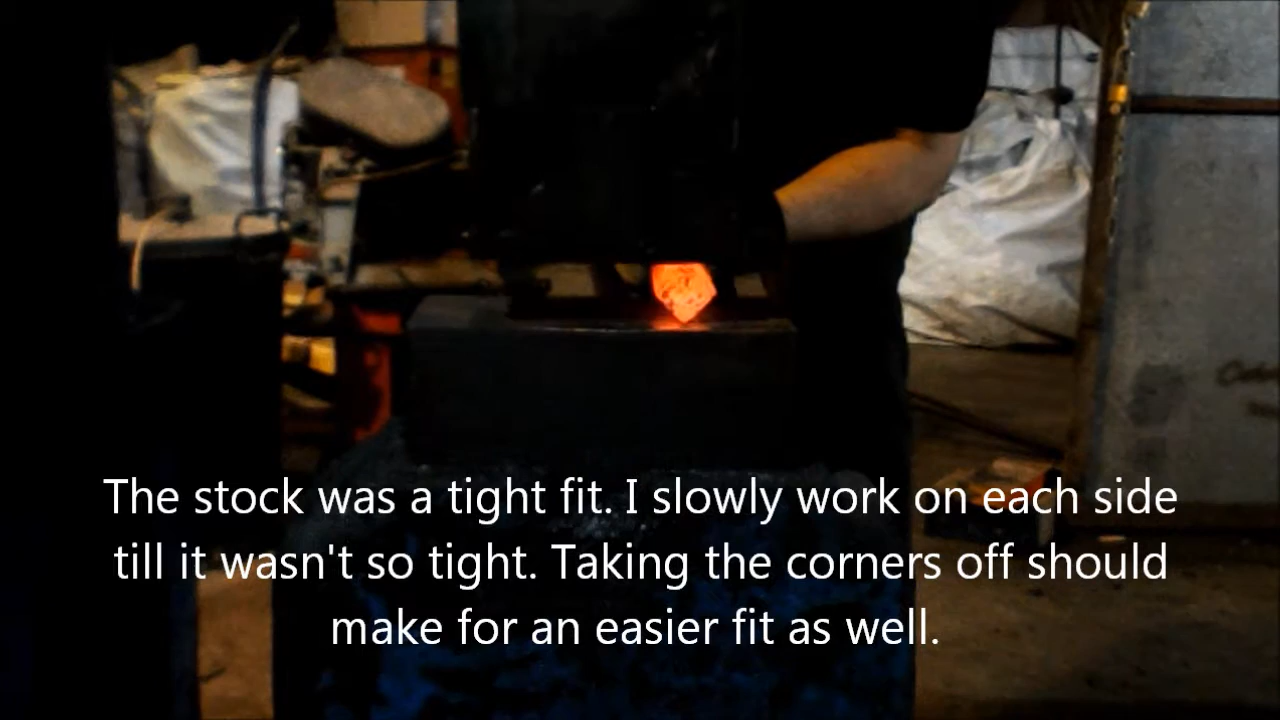 The stock was a tight fit. I slowly work on each side
till it wasn't so tight. Taking the corners off should
make for an easier fit as well.